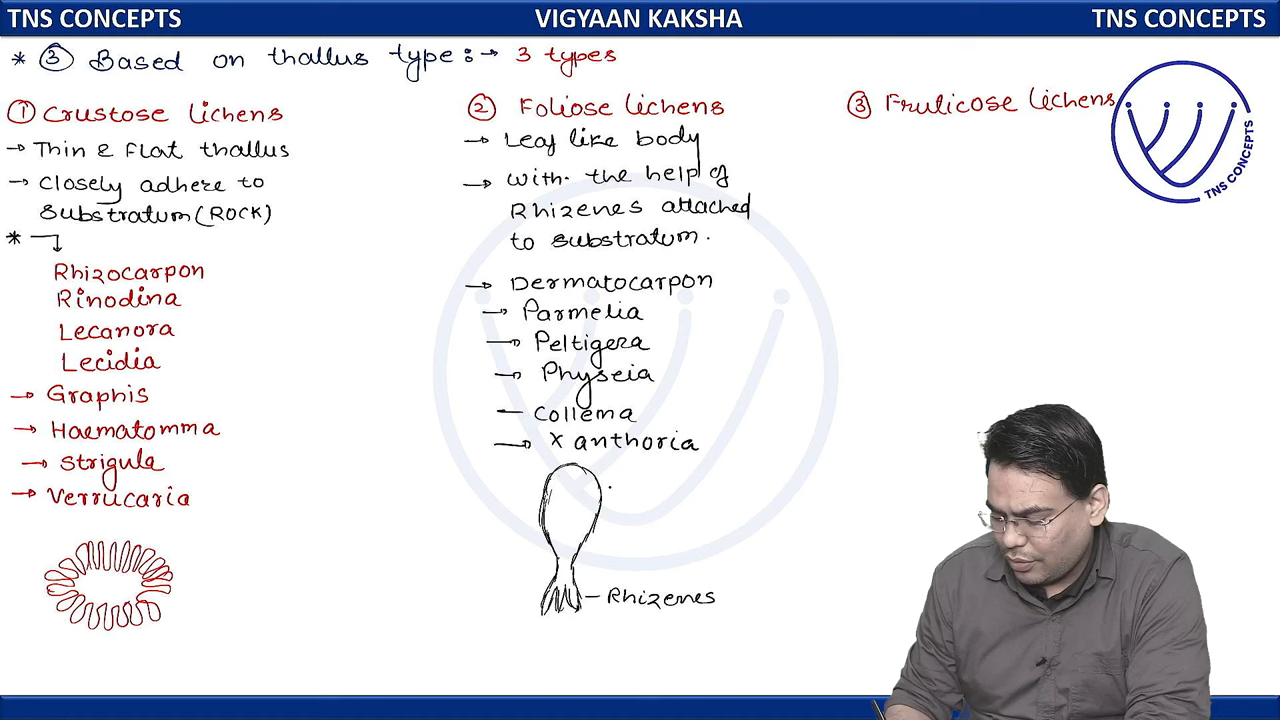 TNS CONCEPTS
VIGYAAN KAKSHA
TNS CONCEPTS
* ③ Based on thallus type :→ 3 types
① Crustose lichens
→ Thin & Flat thallus
→ Closely adhere to
Substratum (ROCK)
*
Rhizocarpon
Rinodina
Lecanora
Lecidia
→ Graphis
→ Haematomma
→ Strigula
→ Verrucaria
② Foliose lichens
→ Leaf like body
→ With the help of
Rhizenes attached
to substratum.
→ Dermatocarpon
→ Parmelia
→ Peltigera
→ Physeia
– Collema
→ Xanthoria
– Rhizenes
③ Fruticose lichens
TNS CONCEPTS